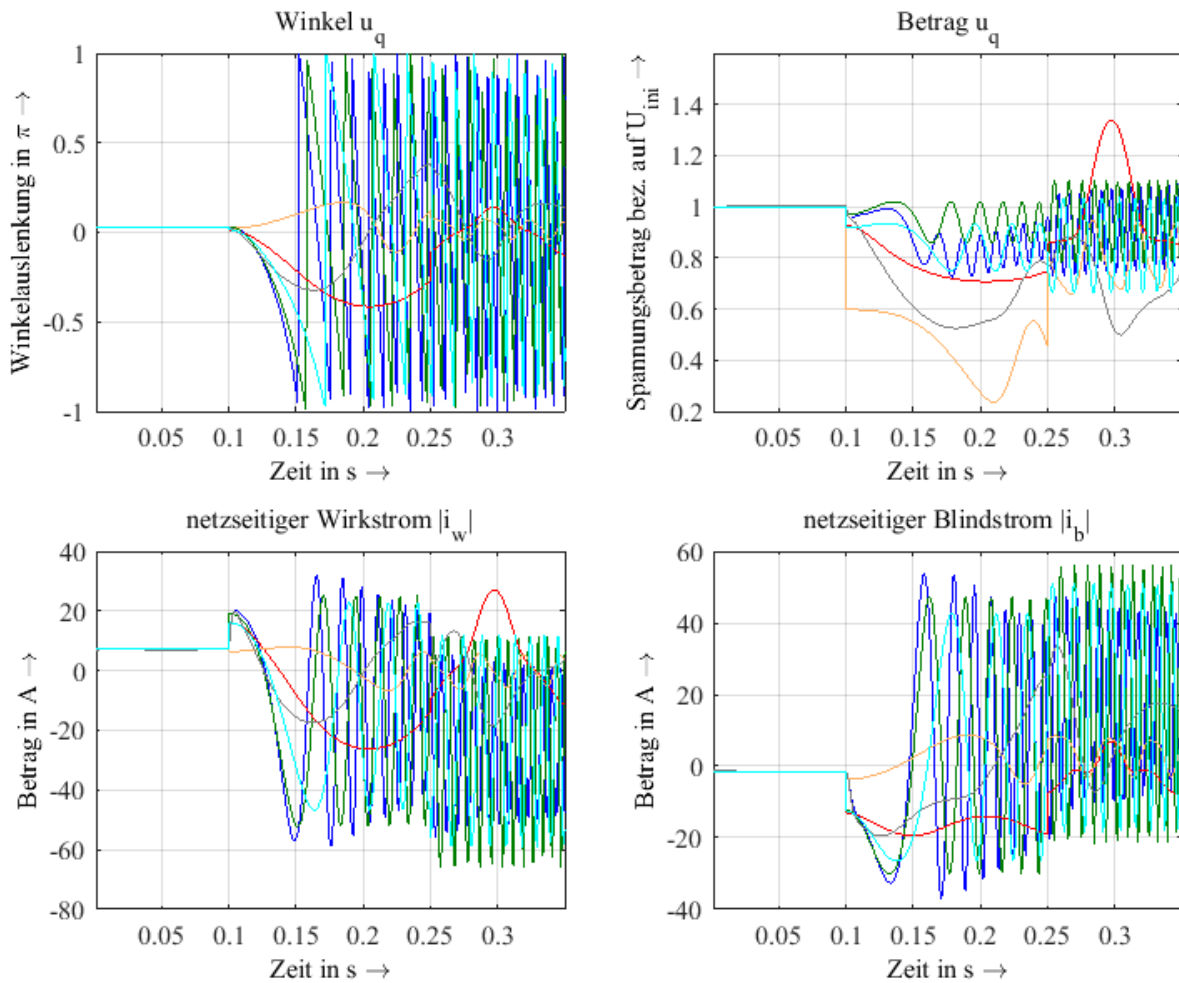 Winkel u_q
Winkelauslenkung in π →
1
0.5
0
-0.5
-1
0.05 0.1 0.15 0.2 0.25 0.3
Zeit in s →
Betrag u_q
Spannungsbetrag bez. auf U_ini →
1.4
1.2
1
0.8
0.6
0.4
0.2
0.05 0.1 0.15 0.2 0.25 0.3
Zeit in s →
netzseitiger Wirkstrom |i_w|
Betrag in A →
40
20
0
-20
-40
-60
-80
0.05 0.1 0.15 0.2 0.25 0.3
Zeit in s →
netzseitiger Blindstrom |i_b|
Betrag in A →
60
40
20
0
-20
-40
0.05 0.1 0.15 0.2 0.25 0.3
Zeit in s →